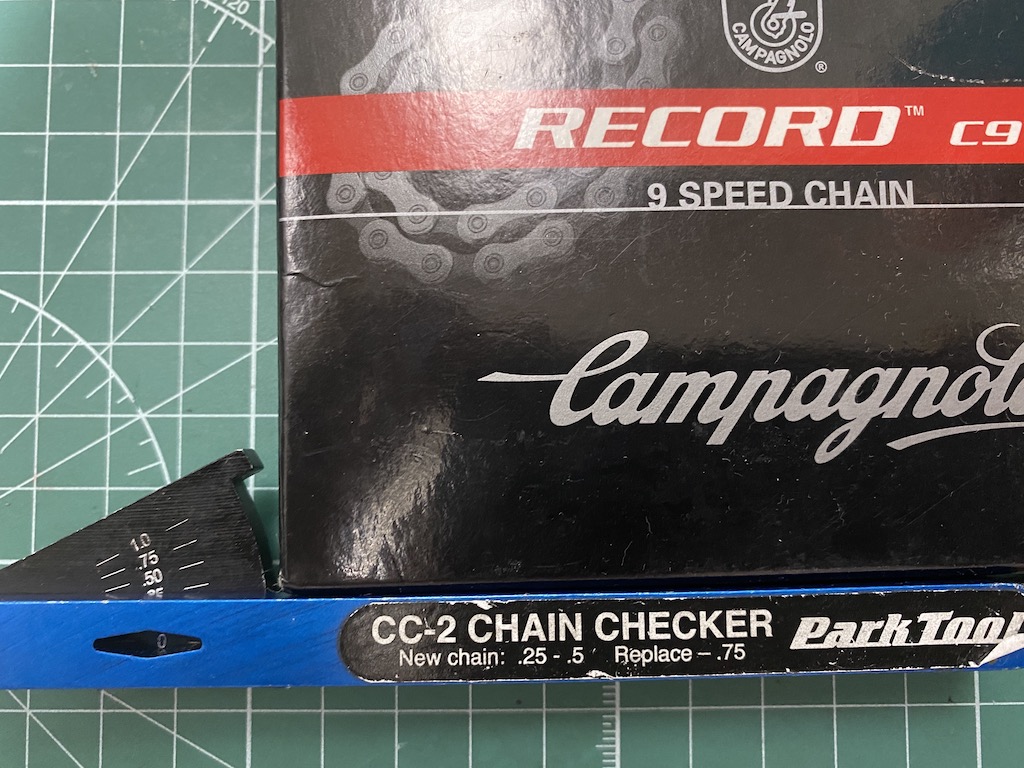 120
CAMPAGNOLO
®
RECORD™ C9
9 SPEED CHAIN
Campagnolo
1.0
.75
.50
.25
0
CC-2 CHAIN CHECKER
New chain: .25 - .5 Replace – .75
Park Tool